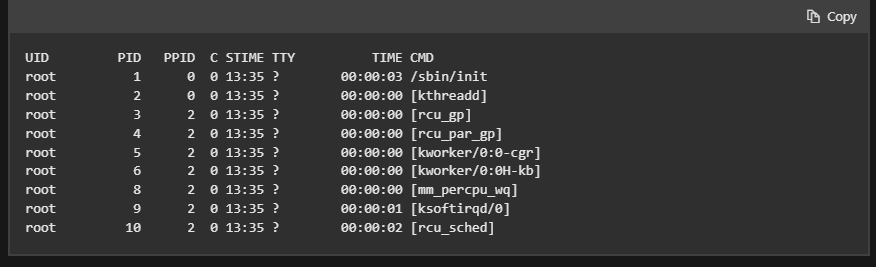 Copy
UID        PID  PPID  C STIME TTY          TIME CMD
root         1     0  0 13:35 ?        00:00:03 /sbin/init
root         2     0  0 13:35 ?        00:00:00 [kthreadd]
root         3     2  0 13:35 ?        00:00:00 [rcu_gp]
root         4     2  0 13:35 ?        00:00:00 [rcu_par_gp]
root         5     2  0 13:35 ?        00:00:00 [kworker/0:0-cgr]
root         6     2  0 13:35 ?        00:00:00 [kworker/0:0H-kb]
root         8     2  0 13:35 ?        00:00:00 [mm_percpu_wq]
root         9     2  0 13:35 ?        00:00:01 [ksoftirqd/0]
root        10     2  0 13:35 ?        00:00:02 [rcu_sched]